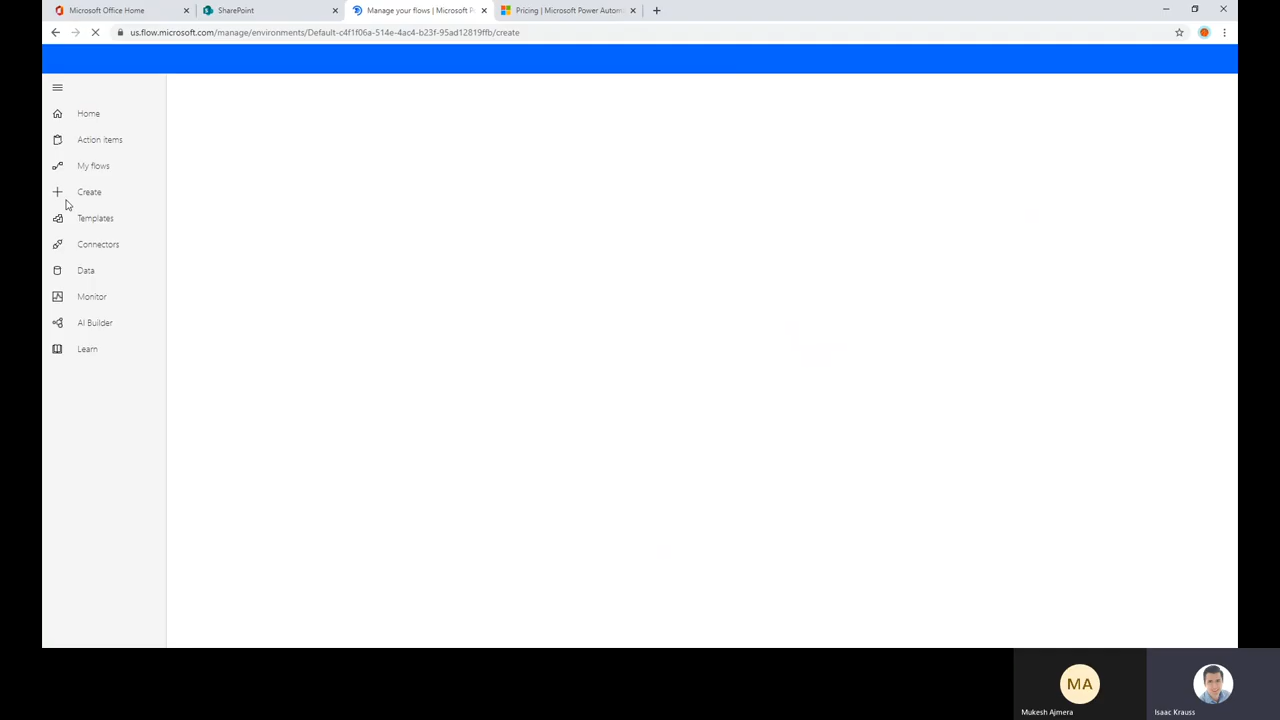 Microsoft Office Home
SharePoint
Manage your flows | Microsoft P
Pricing | Microsoft Power Autom
us.flow.microsoft.com/manage/environments/Default-c4f1f06a-514e-4ac4-b23f-95ad12819ffb/create
Home
Action items
My flows
Create
Templates
Connectors
Data
Monitor
AI Builder
Learn
MA
Mukesh Ajmera
Isaac Krauss